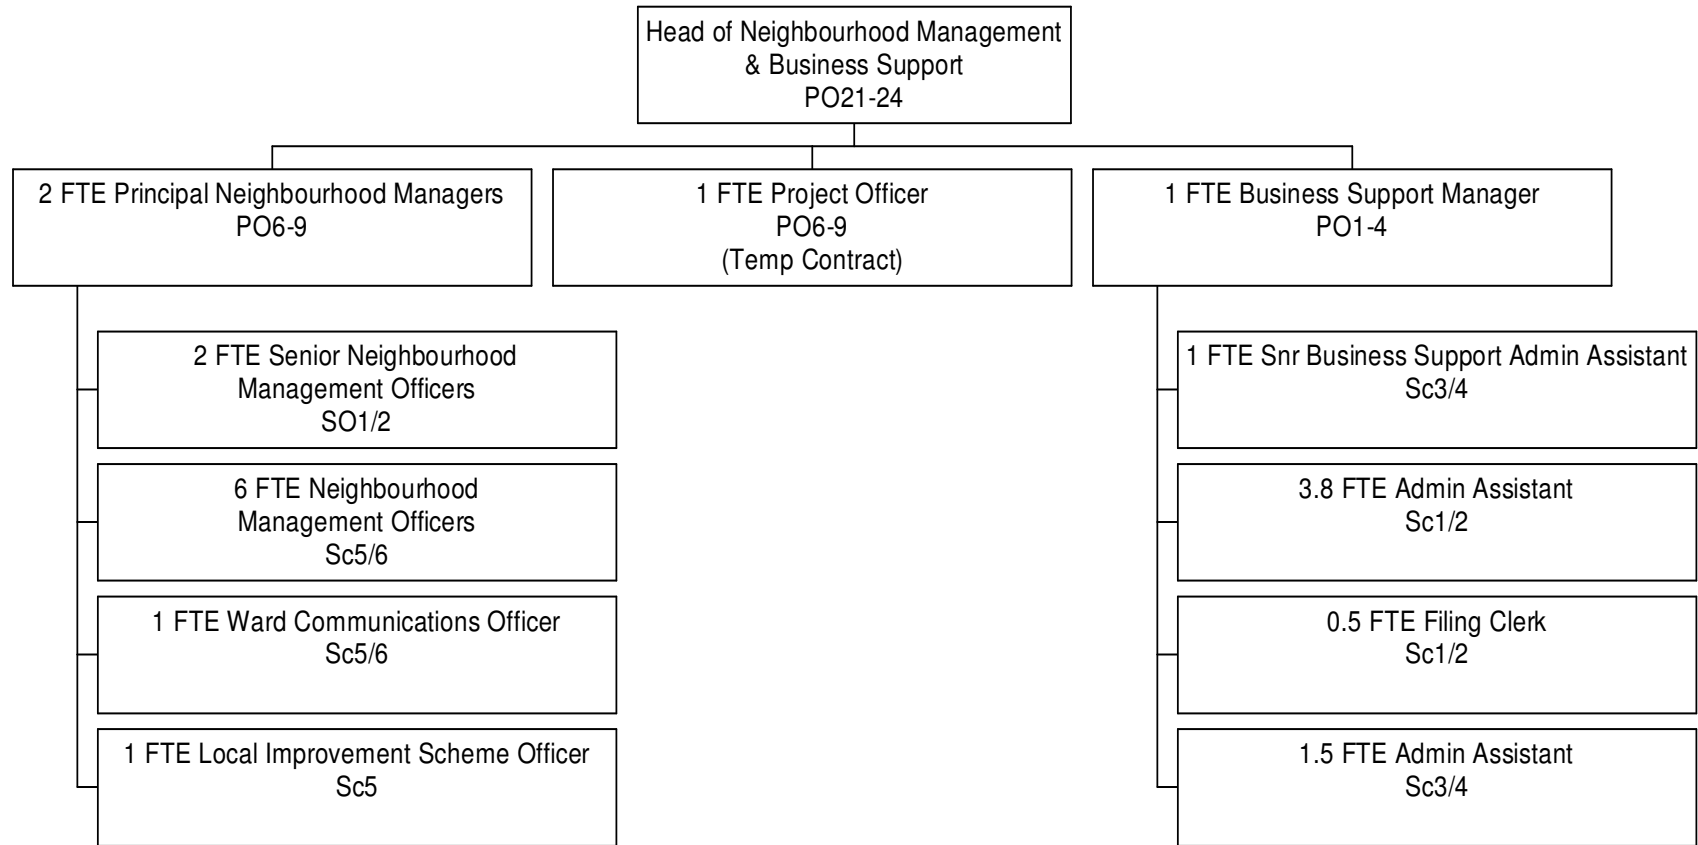 Head of Neighbourhood Management
& Business Support
PO21-24
2 FTE Principal Neighbourhood Managers
PO6-9
1 FTE Project Officer
PO6-9
(Temp Contract)
1 FTE Business Support Manager
PO1-4
2 FTE Senior Neighbourhood
Management Officers
SO1/2
6 FTE Neighbourhood
Management Officers
Sc5/6
1 FTE Ward Communications Officer
Sc5/6
1 FTE Local Improvement Scheme Officer
Sc5
1 FTE Snr Business Support Admin Assistant
Sc3/4
3.8 FTE Admin Assistant
Sc1/2
0.5 FTE Filing Clerk
Sc1/2
1.5 FTE Admin Assistant
Sc3/4